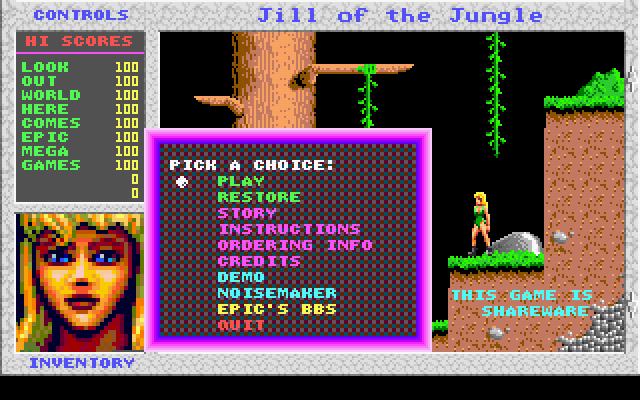 CONTROLS
Jill of the Jungle
HI SCORES
LOOK 100
OUT 100
WORLD 100
HERE 100
COMES 100
EPIC 100
MEGA 100
GAMES 100
0
0
PICK A CHOICE:
PLAY
RESTORE
STORY
INSTRUCTIONS
ORDERING INFO
CREDITS
DEMO
NOISEMAKER
EPIC'S BBS
QUIT
THIS GAME IS
SHAREWARE
INVENTORY